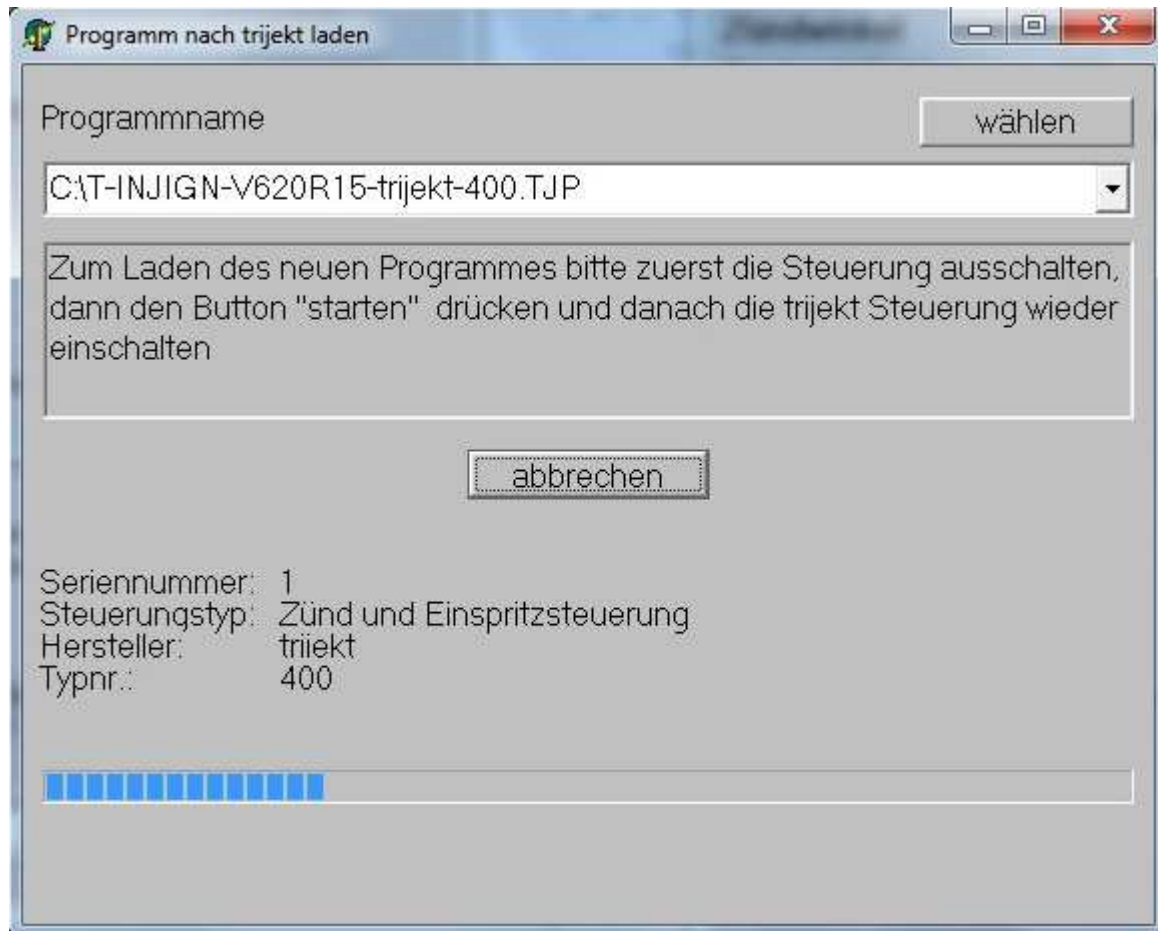 Programm nach trijekt laden
Programmname
wählen
C:\T-INJIGN-V620R15-trijekt-400.TJP
Zum Laden des neuen Programmes bitte zuerst die Steuerung ausschalten,
dann den Button "starten" drücken und danach die trijekt Steuerung wieder
einschalten
abbrechen
Seriennummer: 1
Steuerungstyp: Zünd und Einspritzsteuerung
Hersteller: triiekt
Typnr.: 400